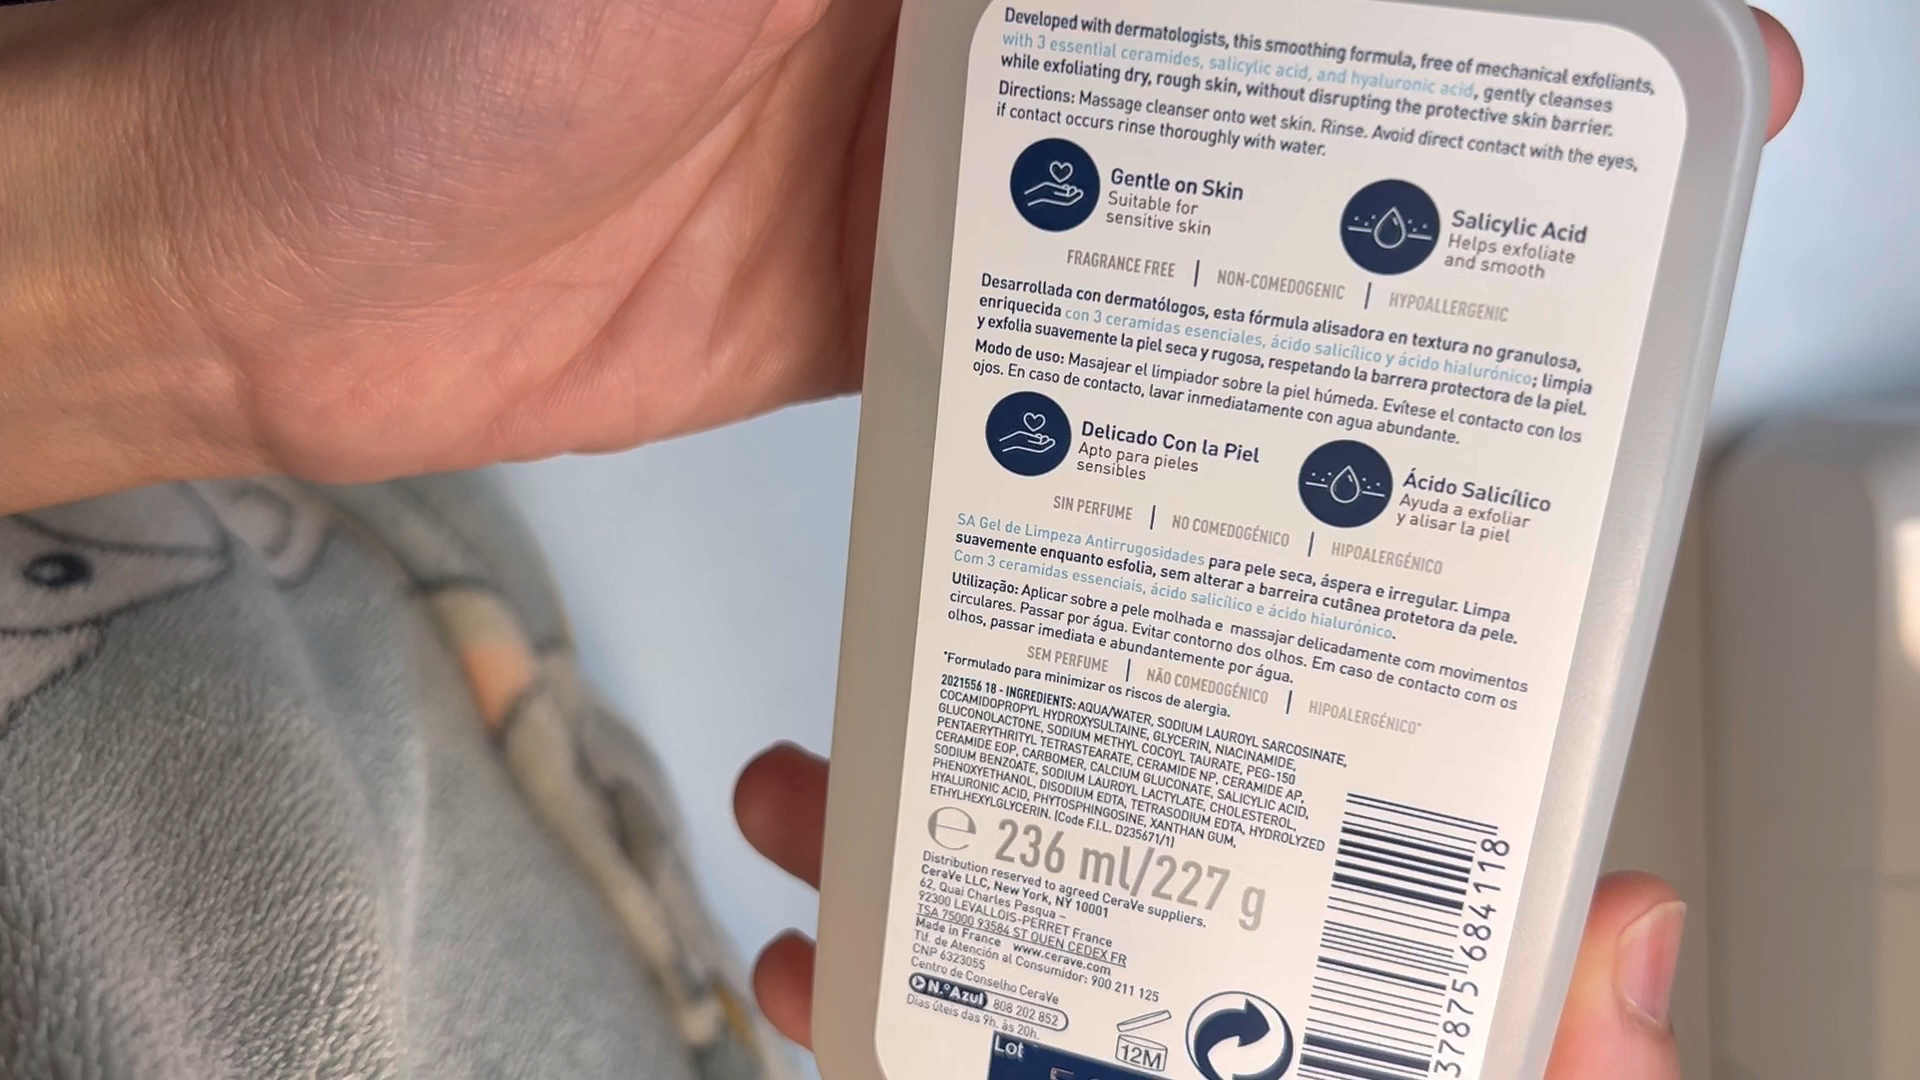 Developed with dermatologists, this smoothing formula, free of mechanical exfoliants,
with 3 essential ceramides, salicylic acid, and hyaluronic acid, gently cleanses
while exfoliating dry, rough skin, without disrupting the protective skin barrier.
Directions: Massage cleanser onto wet skin. Rinse. Avoid direct contact with the eyes,
if contact occurs rinse thoroughly with water.
Gentle on Skin
Suitable for
sensitive skin
Salicylic Acid
Helps exfoliate
and smooth
FRAGRANCE FREE | NON-COMEDOGENIC | HYPOALLERGENIC
Desarrollada con dermatólogos, esta fórmula alisadora en textura no granulosa,
enriquecida con 3 ceramidas esenciales, ácido salicílico y ácido hialurónico; limpia
y exfolia suavemente la piel seca y rugosa, respetando la barrera protectora de la piel.
Modo de uso: Masajear el limpiador sobre la piel húmeda. Evítese el contacto con los
ojos. En caso de contacto, lavar inmediatamente con agua abundante.
Delicado Con la Piel
Apto para pieles
sensibles
Ácido Salicílico
Ayuda a exfoliar
y alisar la piel
SIN PERFUME | NO COMEDOGÉNICO | HIPOALERGÉNICO
SA Gel de Limpeza Antirrugosidades para pele seca, áspera e irregular. Limpa
suavemente enquanto esfolia, sem alterar a barreira cutânea protetora da pele.
Com 3 ceramidas essenciais, ácido salicílico e ácido hialurónico.
Utilização: Aplicar sobre a pele molhada e massajar delicadamente com movimentos
circulares. Passar por água. Evitar contorno dos olhos. Em caso de contacto com os
olhos, passar imediata e abundantemente por água.
SEM PERFUME | NÃO COMEDOGÉNICO | HIPOALERGÉNICO*
*Formulado para minimizar os riscos de alergia.
2021556 18 - INGREDIENTS: AQUA/WATER, SODIUM LAUROYL SARCOSINATE,
COCAMIDOPROPYL HYDROXYSULTAINE, GLYCERIN, NIACINAMIDE,
GLUCONOLACTONE, SODIUM METHYL COCOYL TAURATE, PEG-150
PENTAERYTHRITYL TETRASTEARATE, CERAMIDE NP, CERAMIDE AP,
CERAMIDE EOP, CARBOMER, CALCIUM GLUCONATE, SALICYLIC ACID,
SODIUM BENZOATE, SODIUM LAUROYL LACTYLATE, CHOLESTEROL,
PHENOXYETHANOL, DISODIUM EDTA, TETRASODIUM EDTA, HYDROLYZED
HYALURONIC ACID, PHYTOSPHINGOSINE, XANTHAN GUM,
ETHYLHEXYLGLYCERIN. (Code F.I.L. D235671/1)
e 236 ml/227 g
Distribution reserved to agreed CeraVe suppliers.
CeraVe LLC, New York, NY 10001
62, Quai Charles Pasqua –
92300 LEVALLOIS-PERRET France
TSA 75000 93584 ST OUEN CEDEX FR
Made in France www.cerave.com
Tlf. de Atención al Consumidor: 900 211 125
CNP 6323055
Centro de Conselho CeraVe
N.º Azul 808 202 852
Dias úteis das 9h. às 20h.
12M
Lot
37875 684118